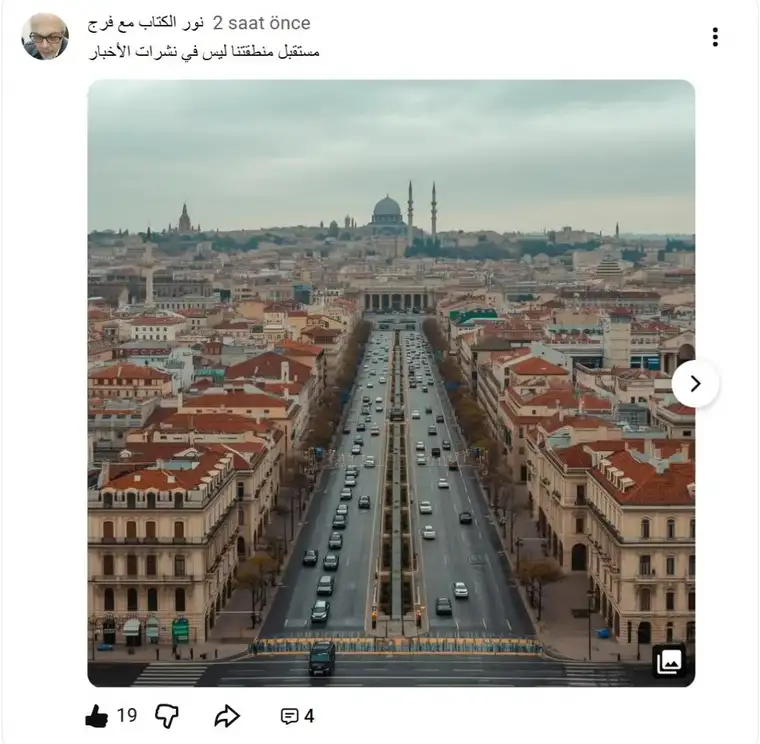 نور الكتاب مع فرج 2 saat önce
مستقبل منطقتنا ليس في نشرات الأخبار
19
4